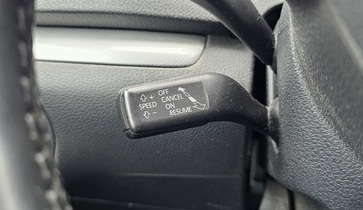 + OFF
SPEED CANCEL
ON
- RESUME